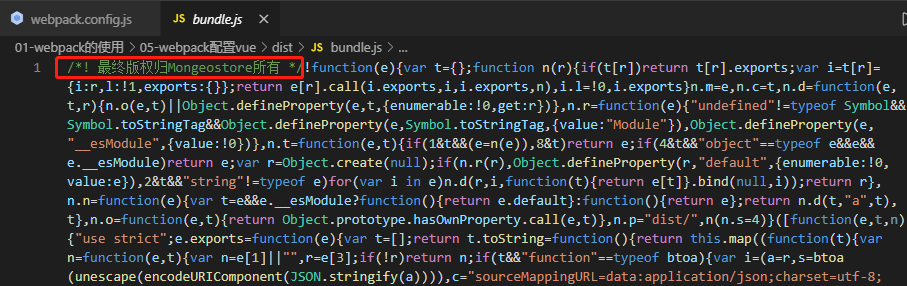 webpack.config.js
JS bundle.js ×
01-webpack的使用 > 05-webpack配置vue > dist > JS bundle.js > ...
1 /*! 最终版权归Mongeostore所有 */!function(e){var t={};function n(r){if(t[r])return t[r].exports;var i=t[r]=
{i:r,l:!1,exports:{}};return e[r].call(i.exports,i,i.exports,n),i.l=!0,i.exports}n.m=e,n.c=t,n.d=function(e,
t,r){n.o(e,t)||Object.defineProperty(e,t,{enumerable:!0,get:r})},n.r=function(e){"undefined"!=typeof Symbol&&
Symbol.toStringTag&&Object.defineProperty(e,Symbol.toStringTag,{value:"Module"}),Object.defineProperty(e,
"__esModule",{value:!0})},n.t=function(e,t){if(1&t&&(e=n(e)),8&t)return e;if(4&t&&"object"==typeof e&&e&&
e.__esModule)return e;var r=Object.create(null);if(n.r(r),Object.defineProperty(r,"default",{enumerable:!0,
value:e}),2&t&&"string"!=typeof e)for(var i in e)n.d(r,i,function(t){return e[t]}.bind(null,i));return r},
n.n=function(e){var t=e&&e.__esModule?function(){return e.default}:function(){return e};return n.d(t,"a",t),
t},n.o=function(e,t){return Object.prototype.hasOwnProperty.call(e,t)},n.p="dist/",n(n.s=4)}([function(e,t,n)
{"use strict";e.exports=function(e){var t=[];return t.toString=function(){return this.map((function(t){var
n=function(e,t){var n=e[1]||"",r=e[3];if(!r)return n;if(t&&"function"==typeof btoa){var i=(a=r,s=btoa
(unescape(encodeURIComponent(JSON.stringify(a)))),c="sourceMappingURL=data:application/json;charset=utf-8;